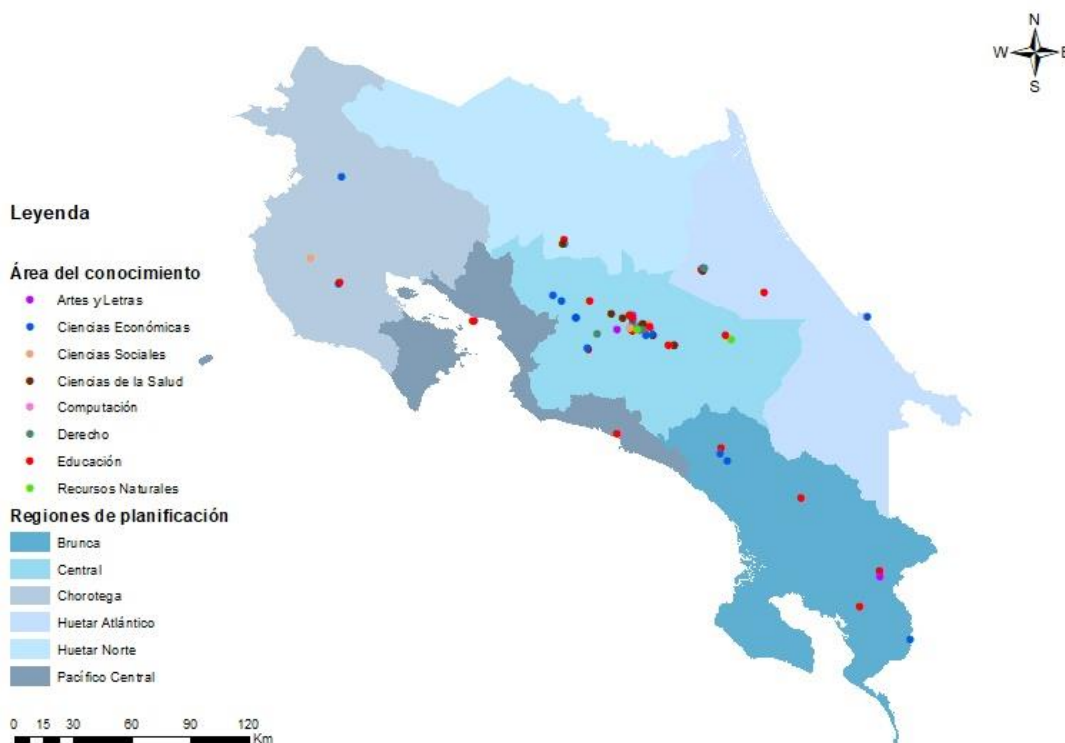 N
W E
S
Leyenda
Área del conocimiento
Artes y Letras
Ciencias Económicas
Ciencias Sociales
Ciencias de la Salud
Computación
Derecho
Educación
Recursos Naturales
Regiones de planificación
Brunca
Central
Chorotega
Huetar Atlántico
Huetar Norte
Pacífico Central
0 15 30 60 90 120
Km